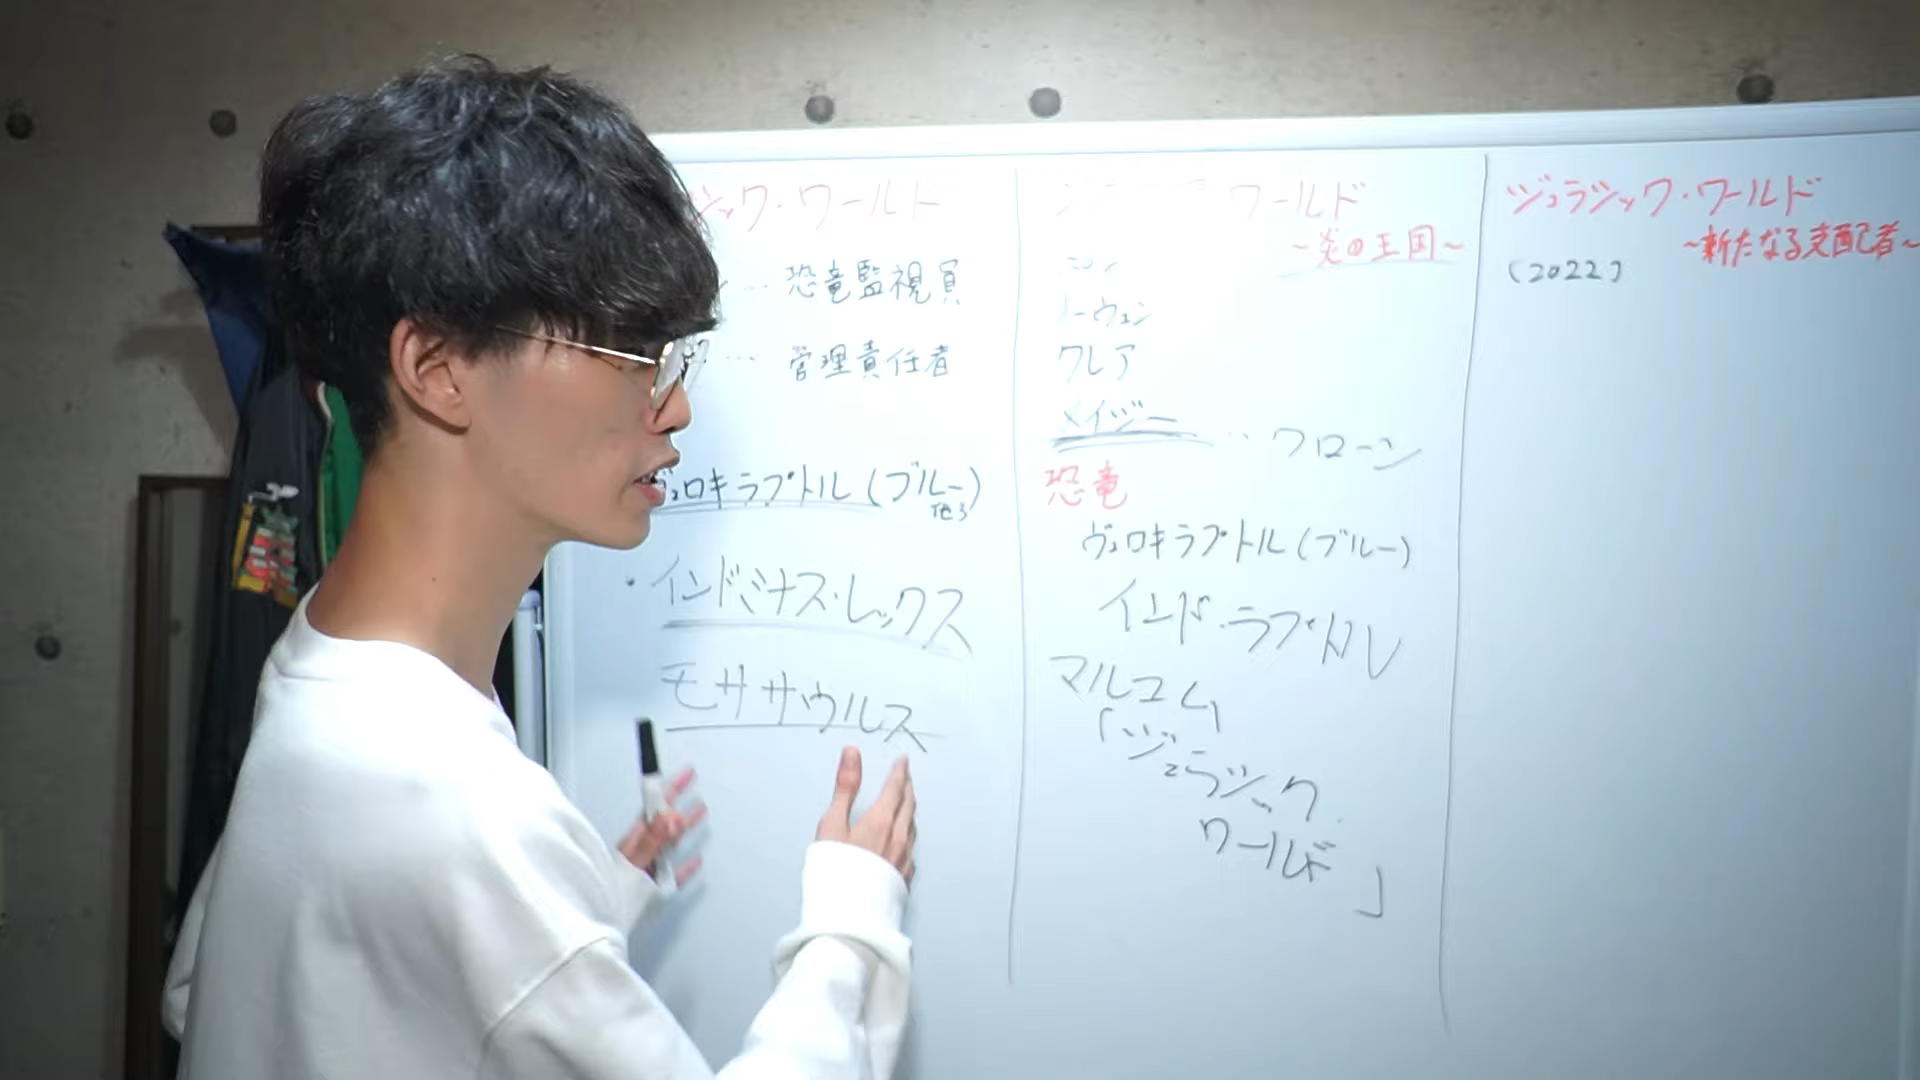 シック・ワールド
… 恐竜監視員
… 管理責任者
ヴェロキラプトル(ブルー)
他3
・インドミナス・レックス
モササウルス
ワールド
~炎の王国~
ーウェン
クレア
メイジー … クローン
恐竜
ヴェロキラプトル(ブルー)
インド・ラプトル
マルコム
「ジュラシック
ワールド」
ジュラシック・ワールド
~新たなる支配者~
(2022)